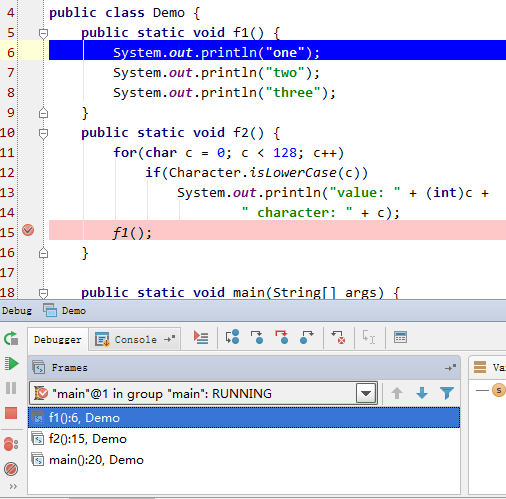 4 public class Demo {
5 public static void f1() {
6 System.out.println("one");
7 System.out.println("two");
8 System.out.println("three");
9 }
10 public static void f2() {
11 for(char c = 0; c < 128; c++)
12 if(Character.isLowerCase(c))
13 System.out.println("value: " + (int)c +
14 " character: " + c);
15 f1();
16 }
17
18 public static void main(String[] args) {
Debug Demo
Debugger Console
Frames Var
"main"@1 in group "main": RUNNING
f1():6, Demo
f2():15, Demo
main():20, Demo